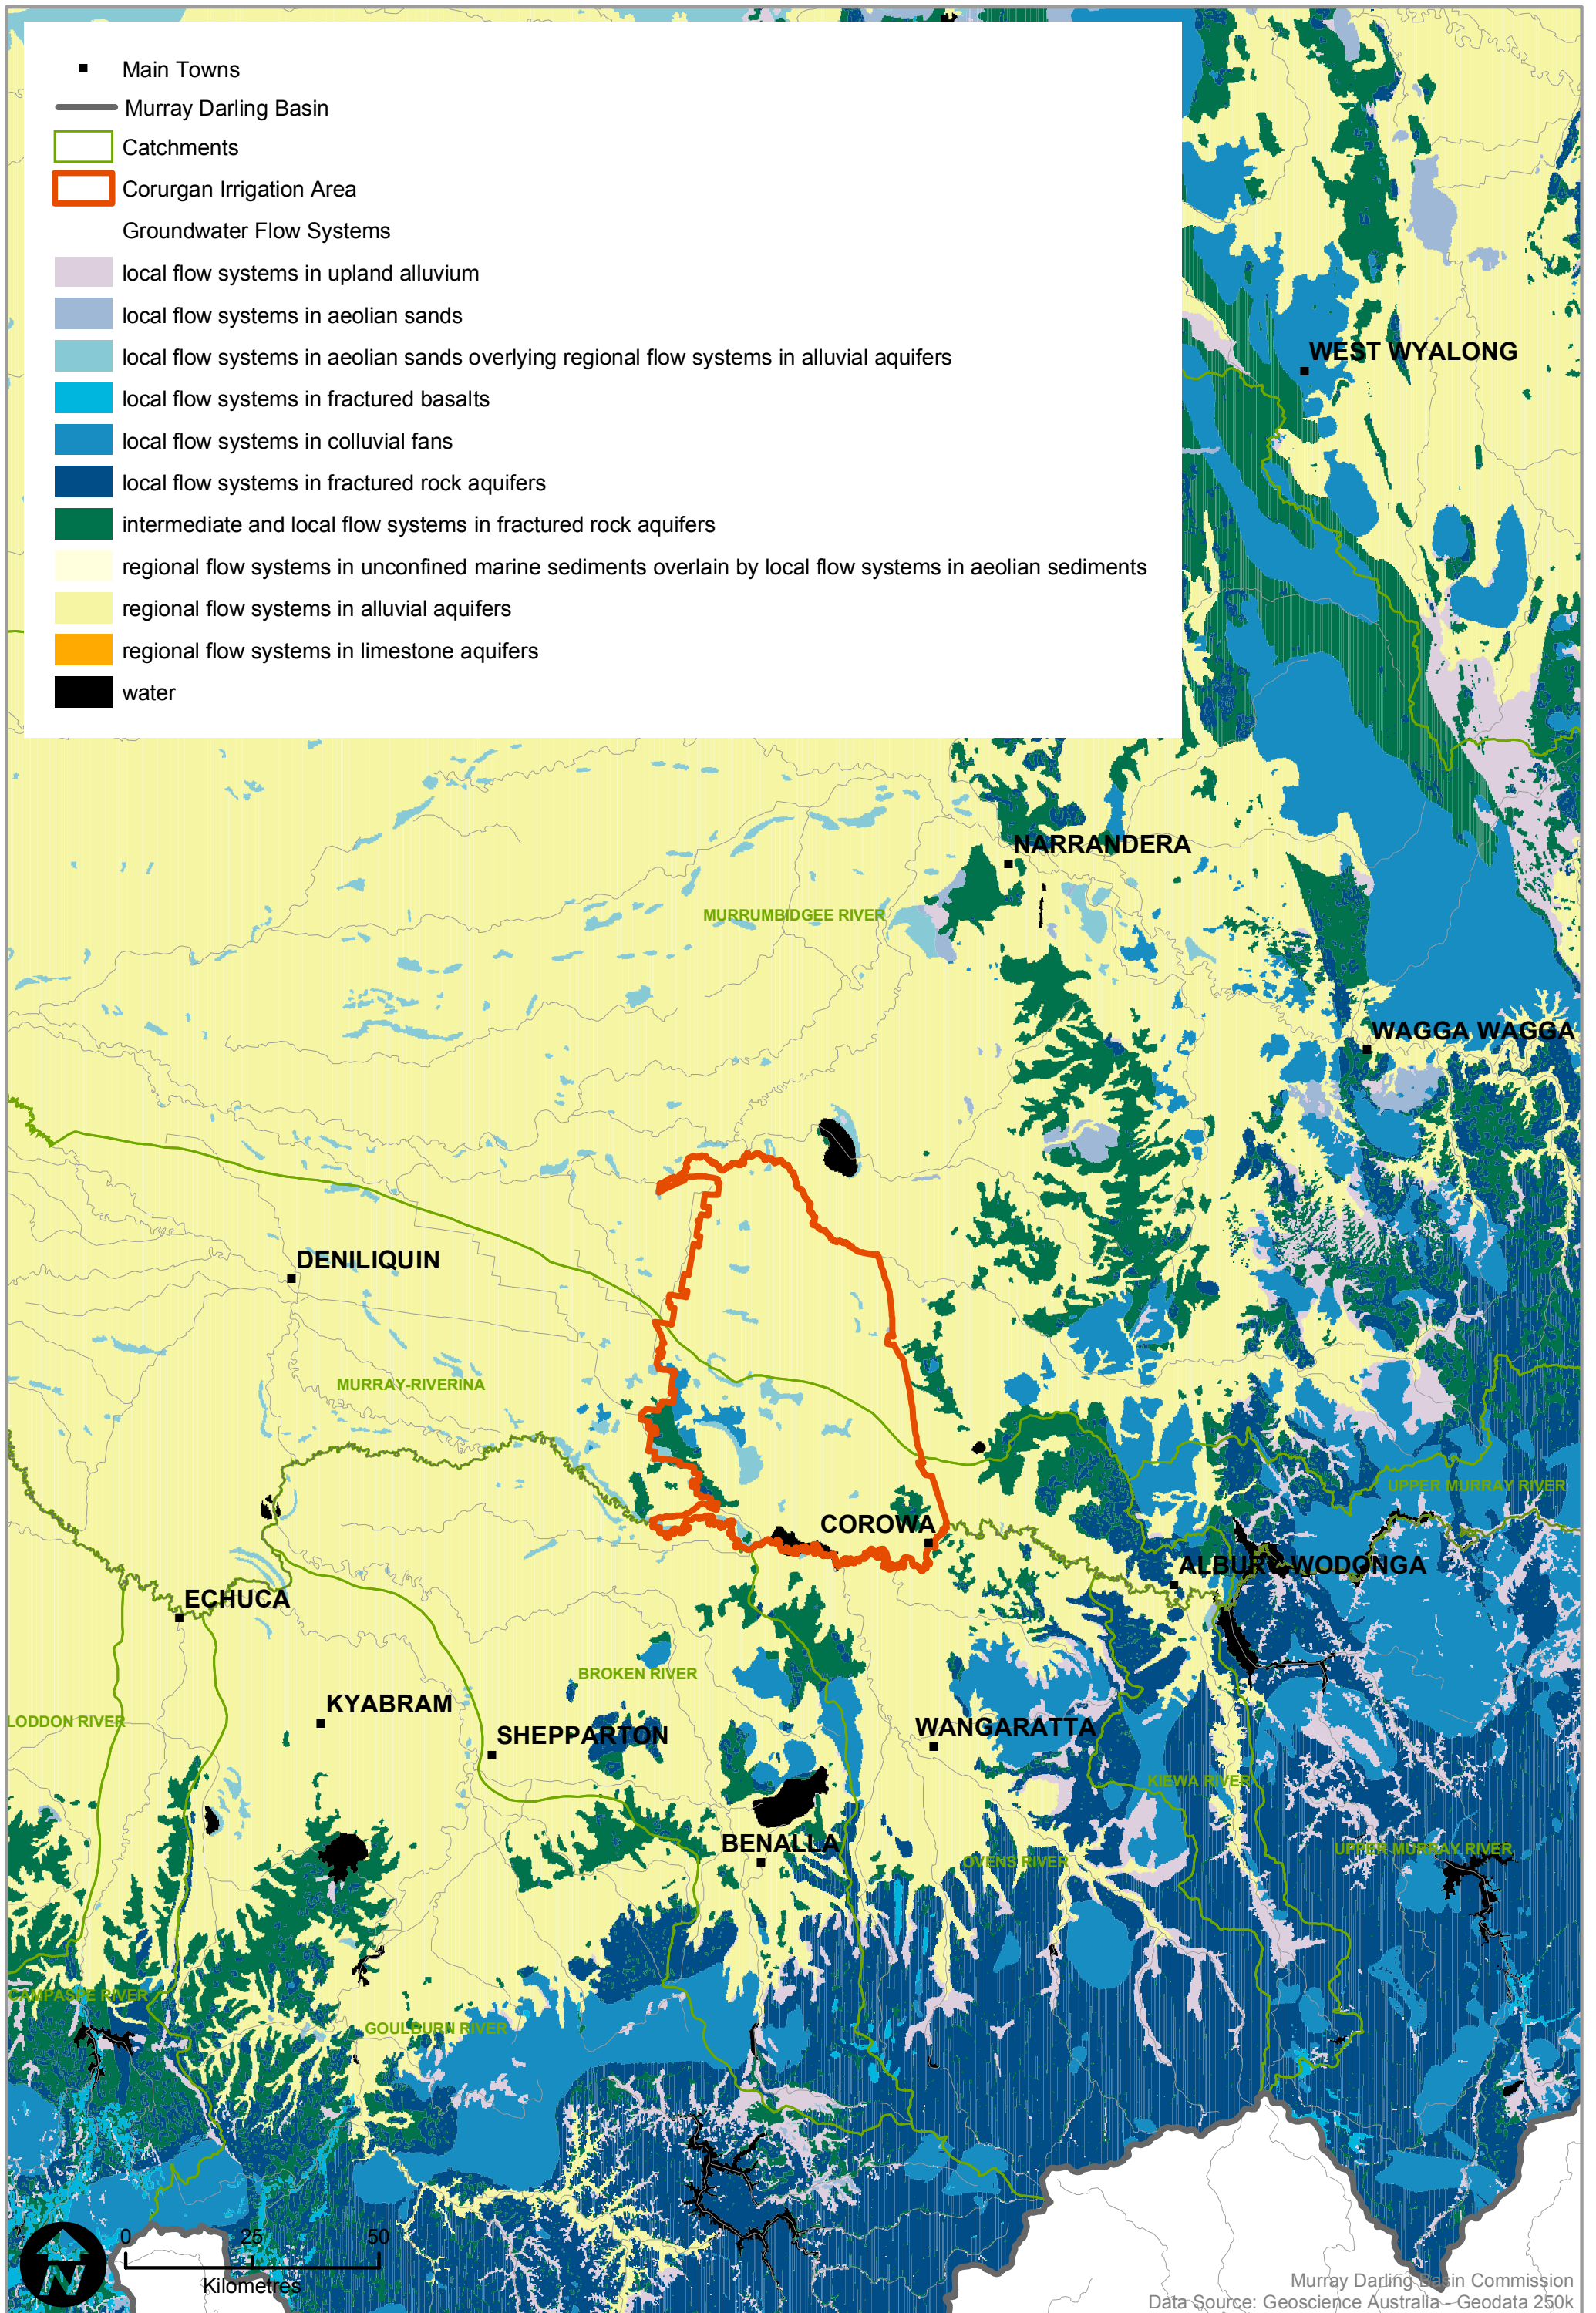 Main Towns
Murray Darling Basin
Catchments
Corurgan Irrigation Area
Groundwater Flow Systems
local flow systems in upland alluvium
local flow systems in aeolian sands
local flow systems in aeolian sands overlying regional flow systems in alluvial aquifers
local flow systems in fractured basalts
local flow systems in colluvial fans
local flow systems in fractured rock aquifers
intermediate and local flow systems in fractured rock aquifers
regional flow systems in unconfined marine sediments overlain by local flow systems in aeolian sediments
regional flow systems in alluvial aquifers
regional flow systems in limestone aquifers
water
WEST WYALONG
NARRANDERA
MURRUMBIDGEE RIVER
WAGGA WAGGA
DENILIQUIN
MURRAY-RIVERINA
UPPER MURRAY RIVER
COROWA
ALBURY WODONGA
ECHUCA
BROKEN RIVER
KYABRAM
LODDON RIVER
SHEPPARTON
WANGARATTA
KIEWA RIVER
BENALLA
UPPER MURRAY RIVER
OVENS RIVER
CAMPASPE RIVER
GOULBURN RIVER
0 25 50
Kilometres
N
Murray Darling Basin Commission
Data Source: Geoscience Australia - Geodata 250k